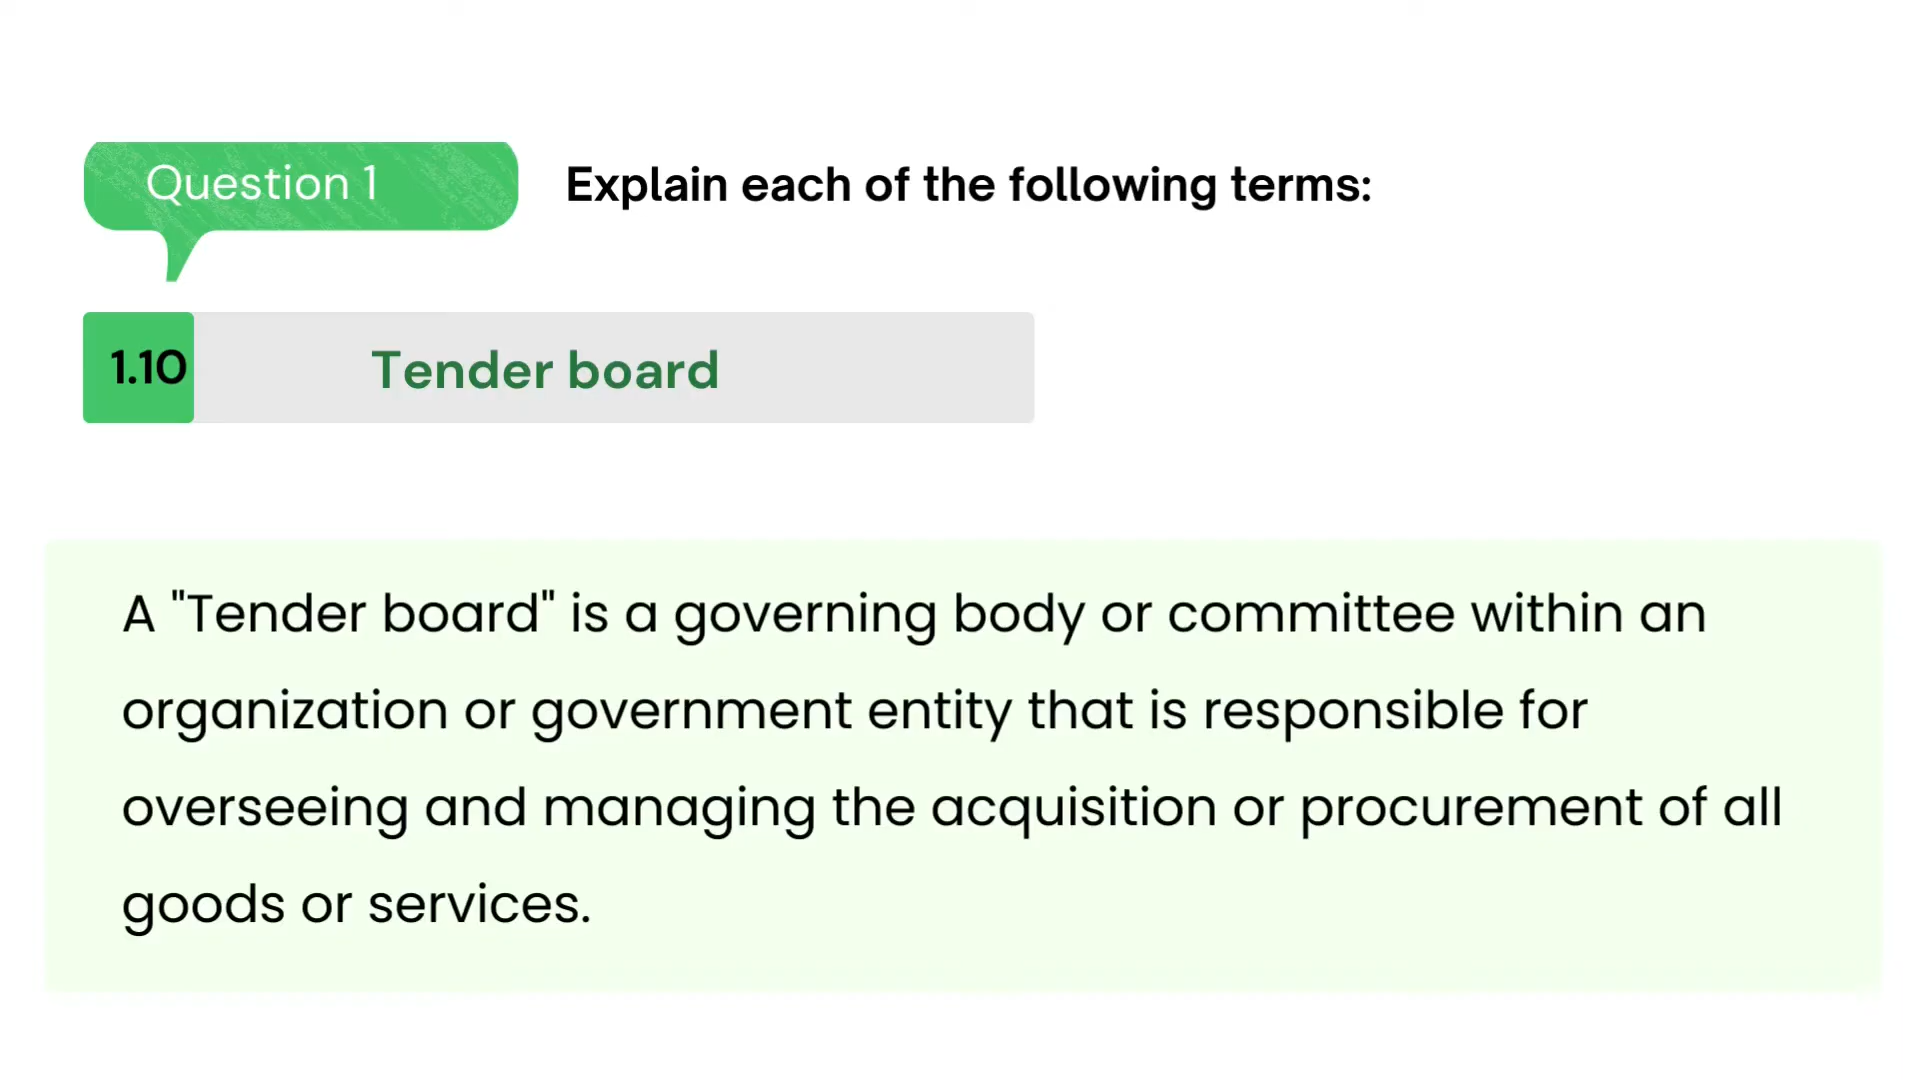 Question 1
Explain each of the following terms:
1.10
Tender board
A "Tender board" is a governing body or committee within an
organization or government entity that is responsible for
overseeing and managing the acquisition or procurement of all
goods or services.